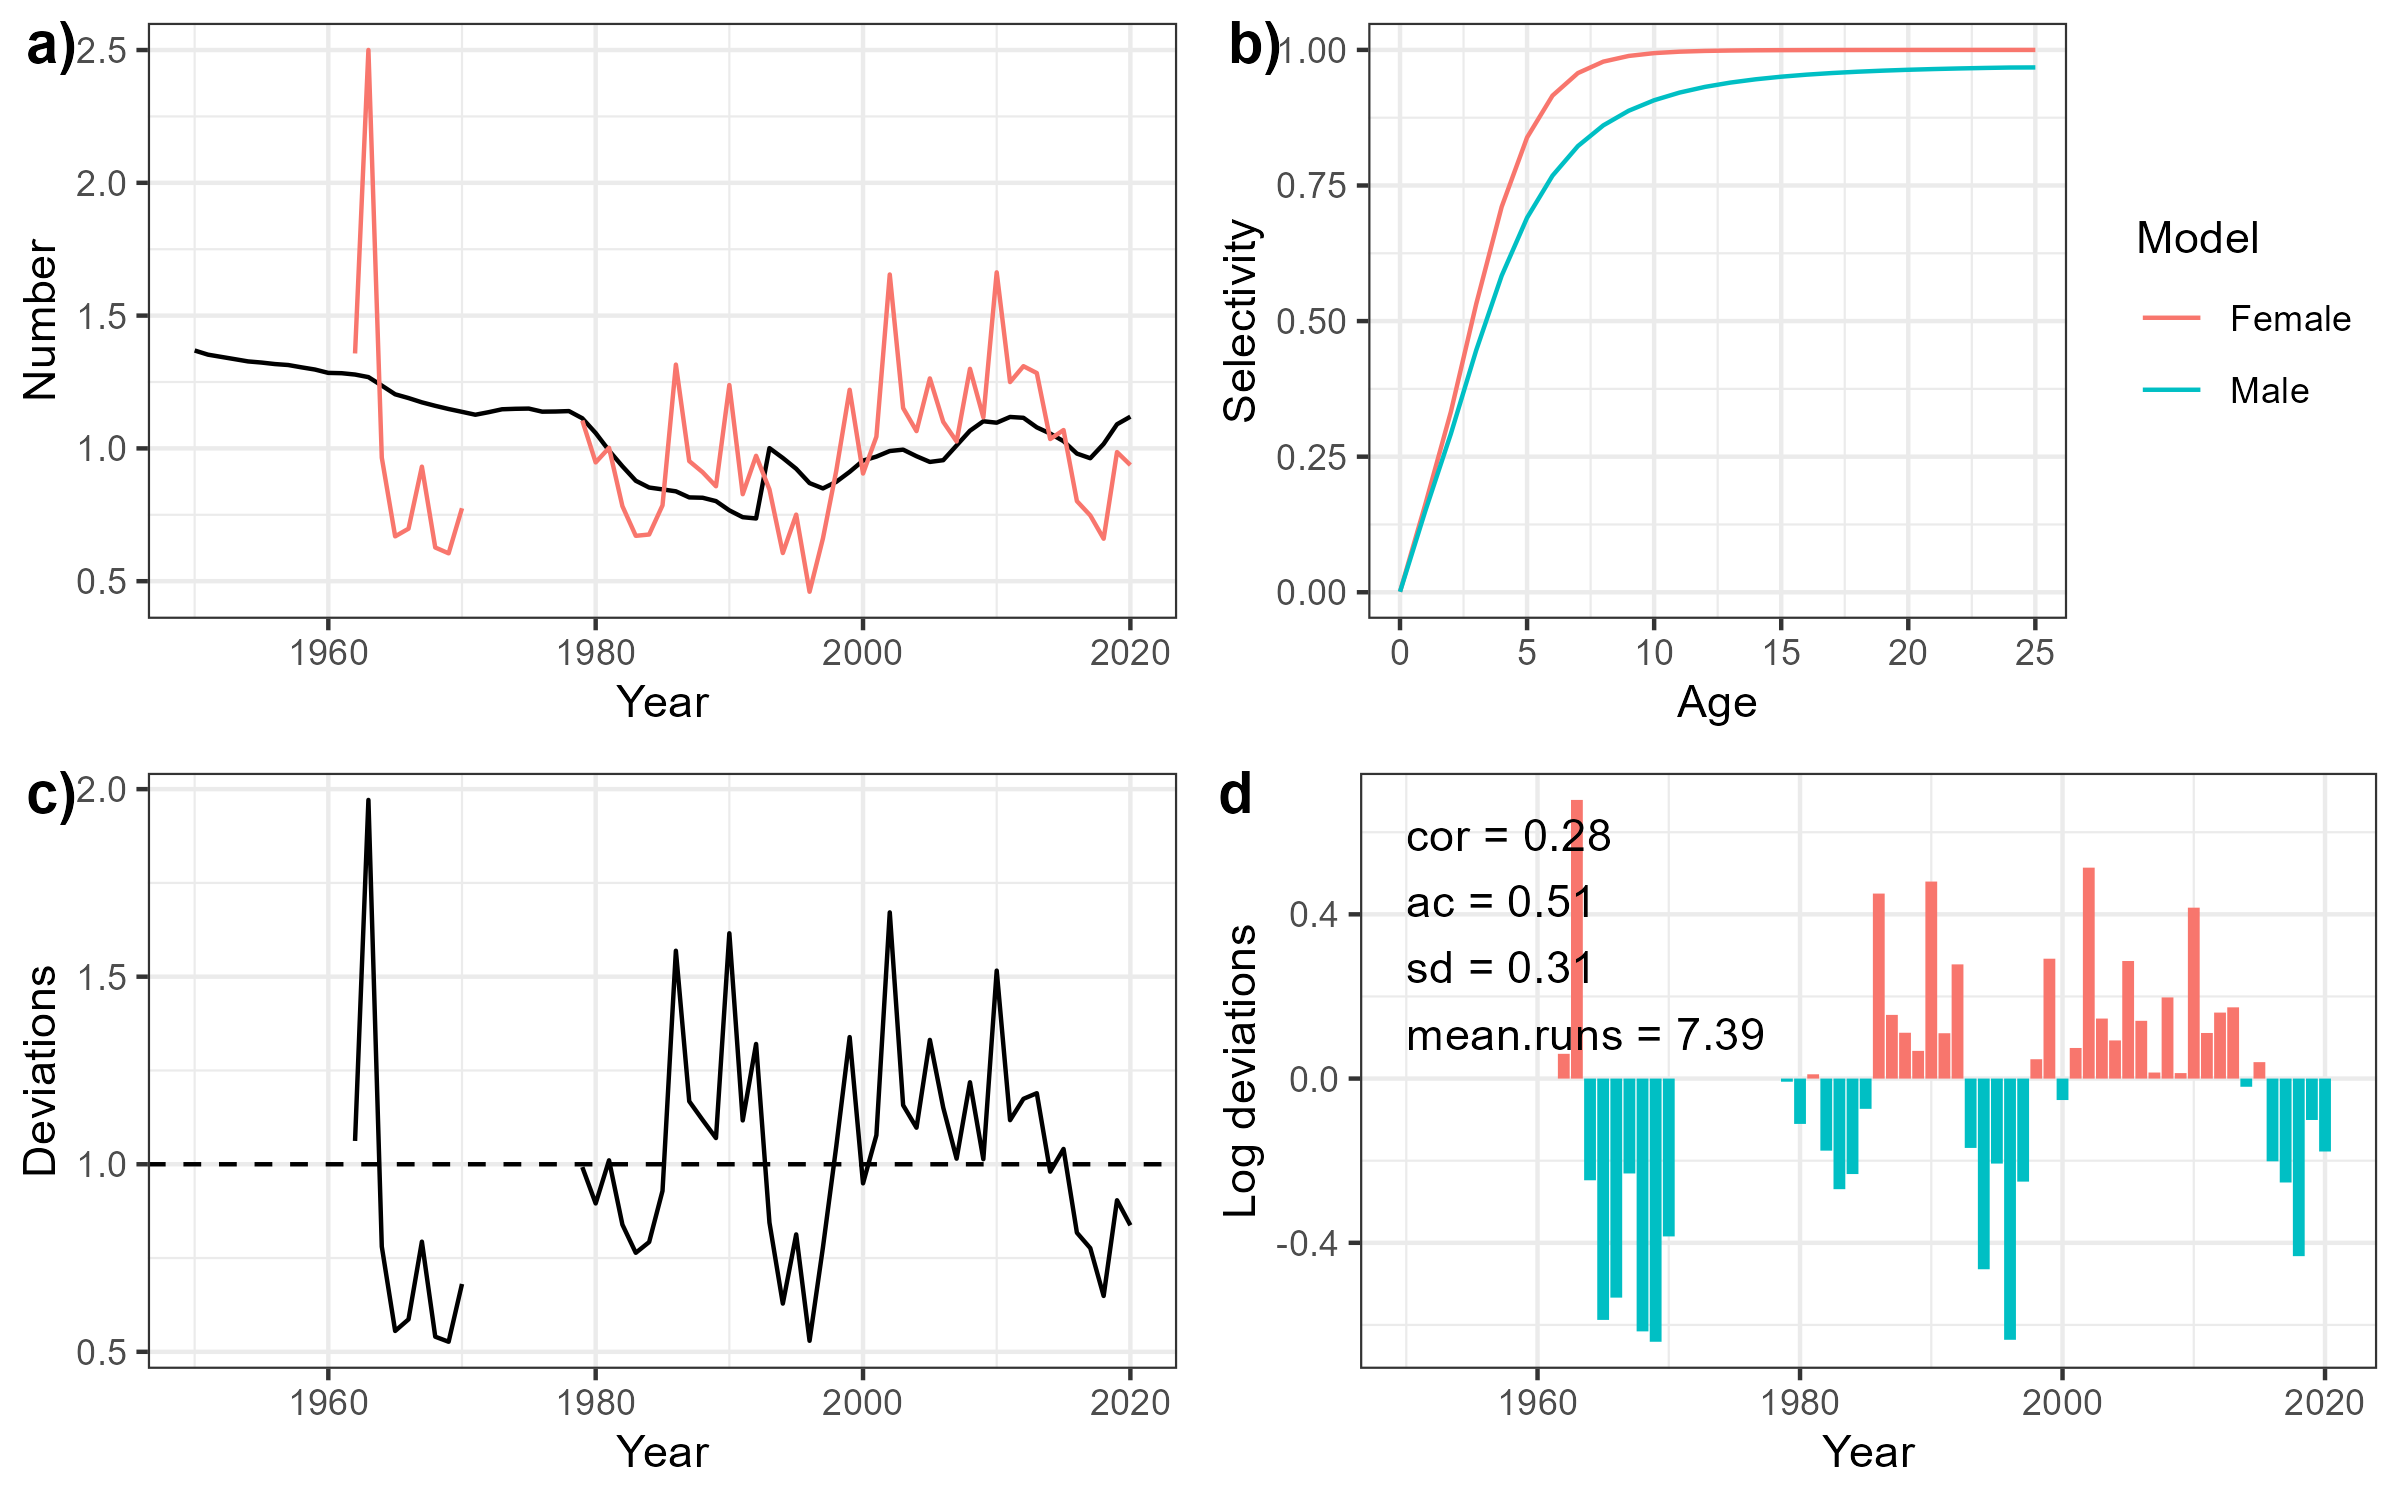 a)
2.5
2.0
1.5
1.0
0.5
Number
1960 1980 2000 2020
Year
b)
1.00
0.75
0.50
0.25
0.00
Selectivity
0 5 10 15 20 25
Age
Model
Female
Male
c)
2.0
1.5
1.0
0.5
Deviations
1960 1980 2000 2020
Year
d
cor = 0.28
ac = 0.51
sd = 0.31
mean.runs = 7.39
0.4
0.0
-0.4
Log deviations
1960 1980 2000 2020
Year